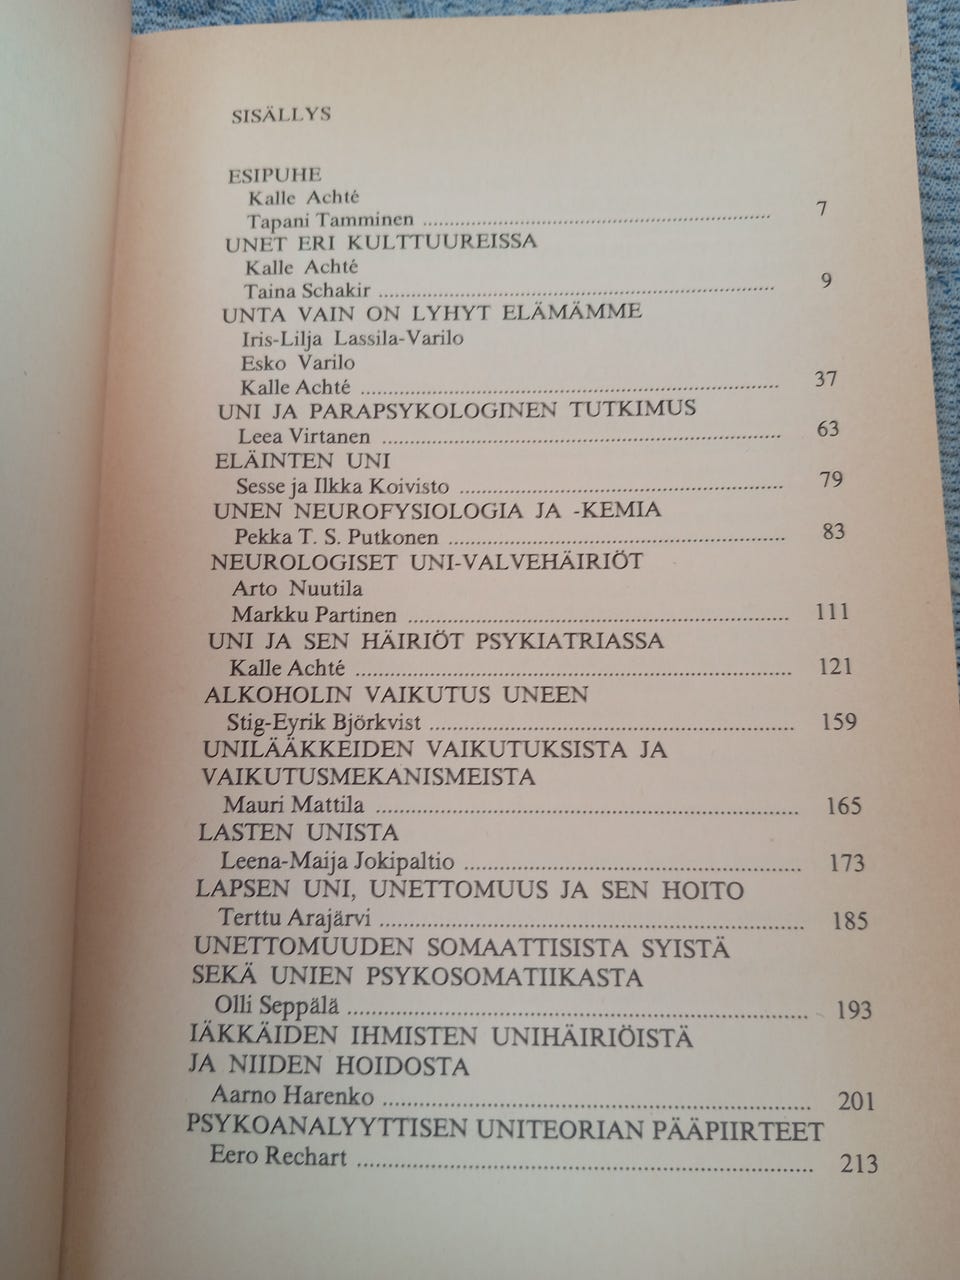 SISÄLLYS
ESIPUHE
Kalle Achté
Tapani Tamminen 7
UNET ERI KULTTUUREISSA
Kalle Achté
Taina Schakir 9
UNTA VAIN ON LYHYT ELÄMÄMME
Iris-Lilja Lassila-Varilo
Esko Varilo
Kalle Achté 37
UNI JA PARAPSYKOLOGINEN TUTKIMUS
Leea Virtanen 63
ELÄINTEN UNI
Sesse ja Ilkka Koivisto 79
UNEN NEUROFYSIOLOGIA JA -KEMIA
Pekka T. S. Putkonen 83
NEUROLOGISET UNI-VALVEHÄIRIÖT
Arto Nuutila
Markku Partinen 111
UNI JA SEN HÄIRIÖT PSYKIATRIASSA
Kalle Achté 121
ALKOHOLIN VAIKUTUS UNEEN
Stig-Eyrik Björkvist 159
UNILÄÄKKEIDEN VAIKUTUKSISTA JA
VAIKUTUSMEKANISMEISTA
Mauri Mattila 165
LASTEN UNISTA
Leena-Maija Jokipaltio 173
LAPSEN UNI, UNETTOMUUS JA SEN HOITO
Terttu Arajärvi 185
UNETTOMUUDEN SOMAATTISISTA SYISTÄ
SEKÄ UNIEN PSYKOSOMATIIKASTA
Olli Seppälä 193
IÄKKÄIDEN IHMISTEN UNIHÄIRIÖISTÄ
JA NIIDEN HOIDOSTA
Aarno Harenko 201
PSYKOANALYYTTISEN UNITEORIAN PÄÄPIIRTEET
Eero Rechart 213